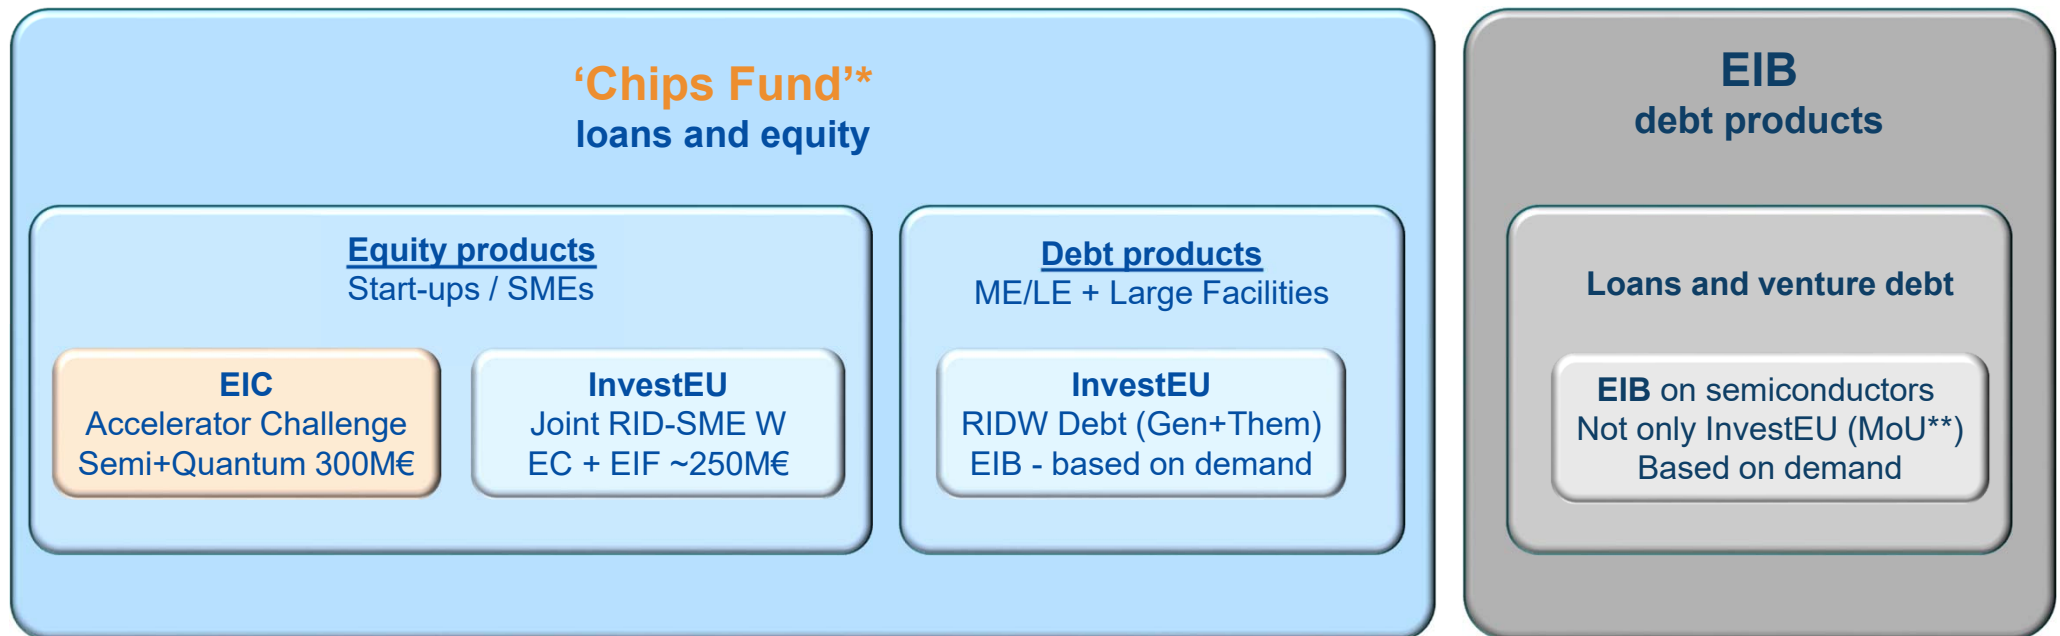 ‘Chips Fund’*
loans and equity
Equity products
Start-ups / SMEs
EIC
Accelerator Challenge
Semi+Quantum 300M€
InvestEU
Joint RID-SME W
EC + EIF ~250M€
Debt products
ME/LE + Large Facilities
InvestEU
RIDW Debt (Gen+Them)
EIB - based on demand
EIB
debt products
Loans and venture debt
EIB on semiconductors
Not only InvestEU (MoU**)
Based on demand